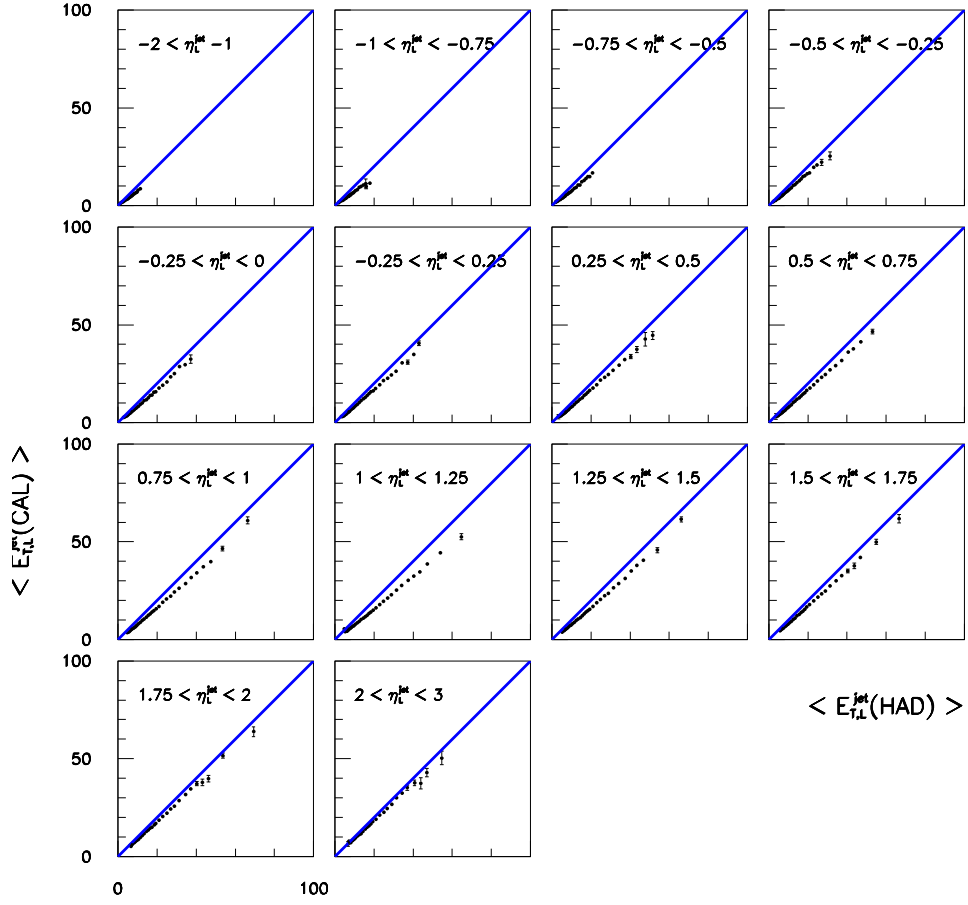 100
-2 < η_L^jet -1
-1 < η_L^jet < -0.75
-0.75 < η_L^jet < -0.5
-0.5 < η_L^jet < -0.25
50
0
100
-0.25 < η_L^jet < 0
-0.25 < η_L^jet < 0.25
0.25 < η_L^jet < 0.5
0.5 < η_L^jet < 0.75
50
0
100
0.75 < η_L^jet < 1
1 < η_L^jet < 1.25
1.25 < η_L^jet < 1.5
1.5 < η_L^jet < 1.75
50
< E_T,L^jet(CAL) >
0
100
1.75 < η_L^jet < 2
2 < η_L^jet < 3
< E_T,L^jet(HAD) >
50
0
0 100